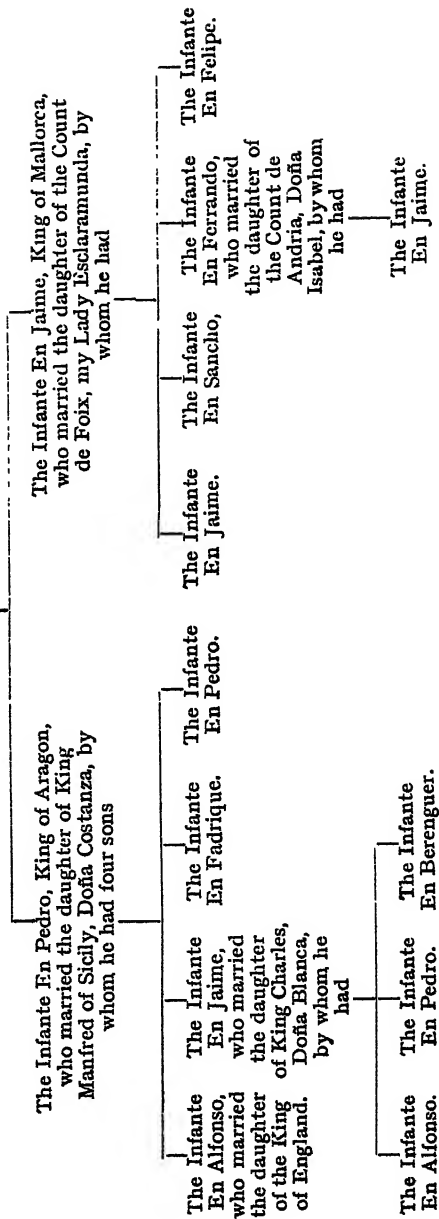 The Infante En Pedro, King of Aragon,
who married the daughter of King
Manfred of Sicily, Doña Costanza, by
whom he had four sons
The Infante En Jaime, King of Mallorca,
who married the daughter of the Count
de Foix, my Lady Esclaramunda, by
whom he had
The Infante
En Alfonso,
who married
the daughter
of the King
of England.
The Infante
En Jaime,
who married
the daughter
of King Charles,
Doña Blanca,
by whom he
had
The Infante
En Fadrique.
The Infante
En Pedro.
The Infante
En Jaime.
The Infante
En Sancho,
The Infante
En Ferrando,
who married
the daughter of
the Count de
Andria, Doña
Isabel, by whom
he had
The Infante
En Felipe.
The Infante
En Alfonso.
The Infante
En Pedro.
The Infante
En Berenguer.
The Infante
En Jaime.